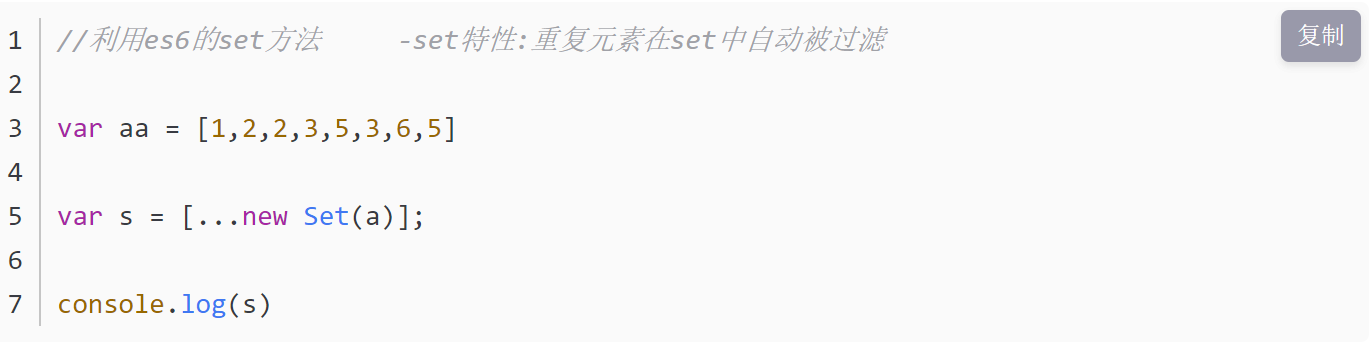 1 //利用es6的set方法     -set特性:重复元素在set中自动被过滤
复制
2
3 var aa = [1,2,2,3,5,3,6,5]
4
5 var s = [...new Set(a)];
6
7 console.log(s)